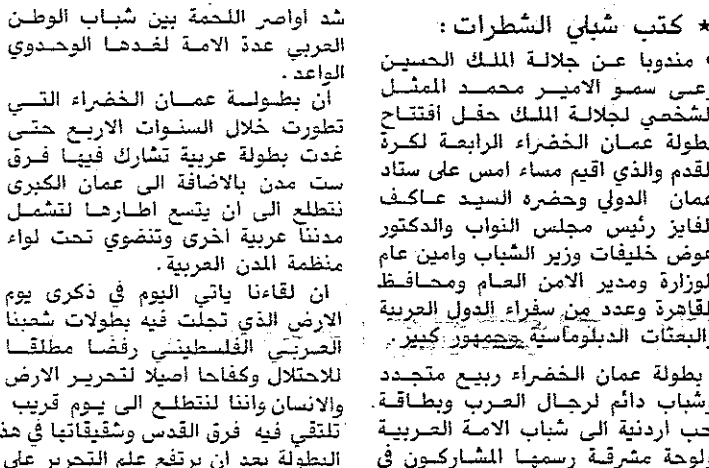 ★ كتب شبلي الشطرات :
مندوبا عن جلالة الملك الحسين
رعى سمو الامير محمد الممثل
الشخصي لجلالة الملك حفل افتتاح
بطولة عمان الخضراء الرابعة لكرة
القدم والذي اقيم مساء امس على ستاد
عمان الدولي وحضره السيد عاكف
الفايز رئيس مجلس النواب والدكتور
عوض خليفات وزير الشباب وامين عام
الوزارة ومدير الامن العام ومحافظ
القاهرة وعدد من سفراء الدول العربية
والبعثات الدبلوماسية وجمهور كبير .
بطولة عمان الخضراء ربيع متجدد
وشباب دائم لرجال العرب وبطاقة.
حب اردنية الى شباب الامة العربية
ولوحة مشرقة رسمها المشاركون في
شد اواصر اللحمة بين شباب الوطن
العربي عدة الامة لغدها الوحدوي
الواعد .
ان بطولة عمان الخضراء التي
تطورت خلال السنوات الاربع حتى
غدت بطولة عربية تشارك فيها فرق
ست مدن بالاضافة الى عمان الكبرى
نتطلع الى ان يتسع اطارها لتشمل
مدننا عربية اخرى وتنضوي تحت لواء
منظمة المدن العربية .
ان لقاءنا ياتي اليوم في ذكرى يوم
الارض الذي تجلت فيه بطولات شعبنا
العربي الفلسطيني رفضا مطلقا
للاحتلال وكفاحا اصيلا لتحرير الارض
والانسان واننا لنتطلع الى يوم قريب
تلتقي فيه فرق القدس وشقيقاتها في هذ
البطولة بعد ان يرتفع علم التحرير على